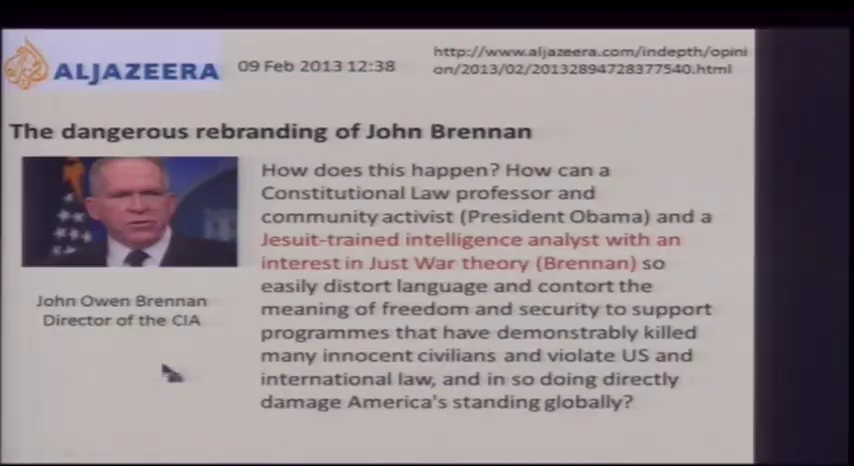 ALJAZEERA
09 Feb 2013 12:38
http://www.aljazeera.com/indepth/opini
on/2013/02/20132894728377540.html
The dangerous rebranding of John Brennan
How does this happen? How can a
Constitutional Law professor and
community activist (President Obama) and a
Jesuit-trained intelligence analyst with an
interest in Just War theory (Brennan) so
easily distort language and contort the
meaning of freedom and security to support
programmes that have demonstrably killed
many innocent civilians and violate US and
international law, and in so doing directly
damage America's standing globally?
John Owen Brennan
Director of the CIA